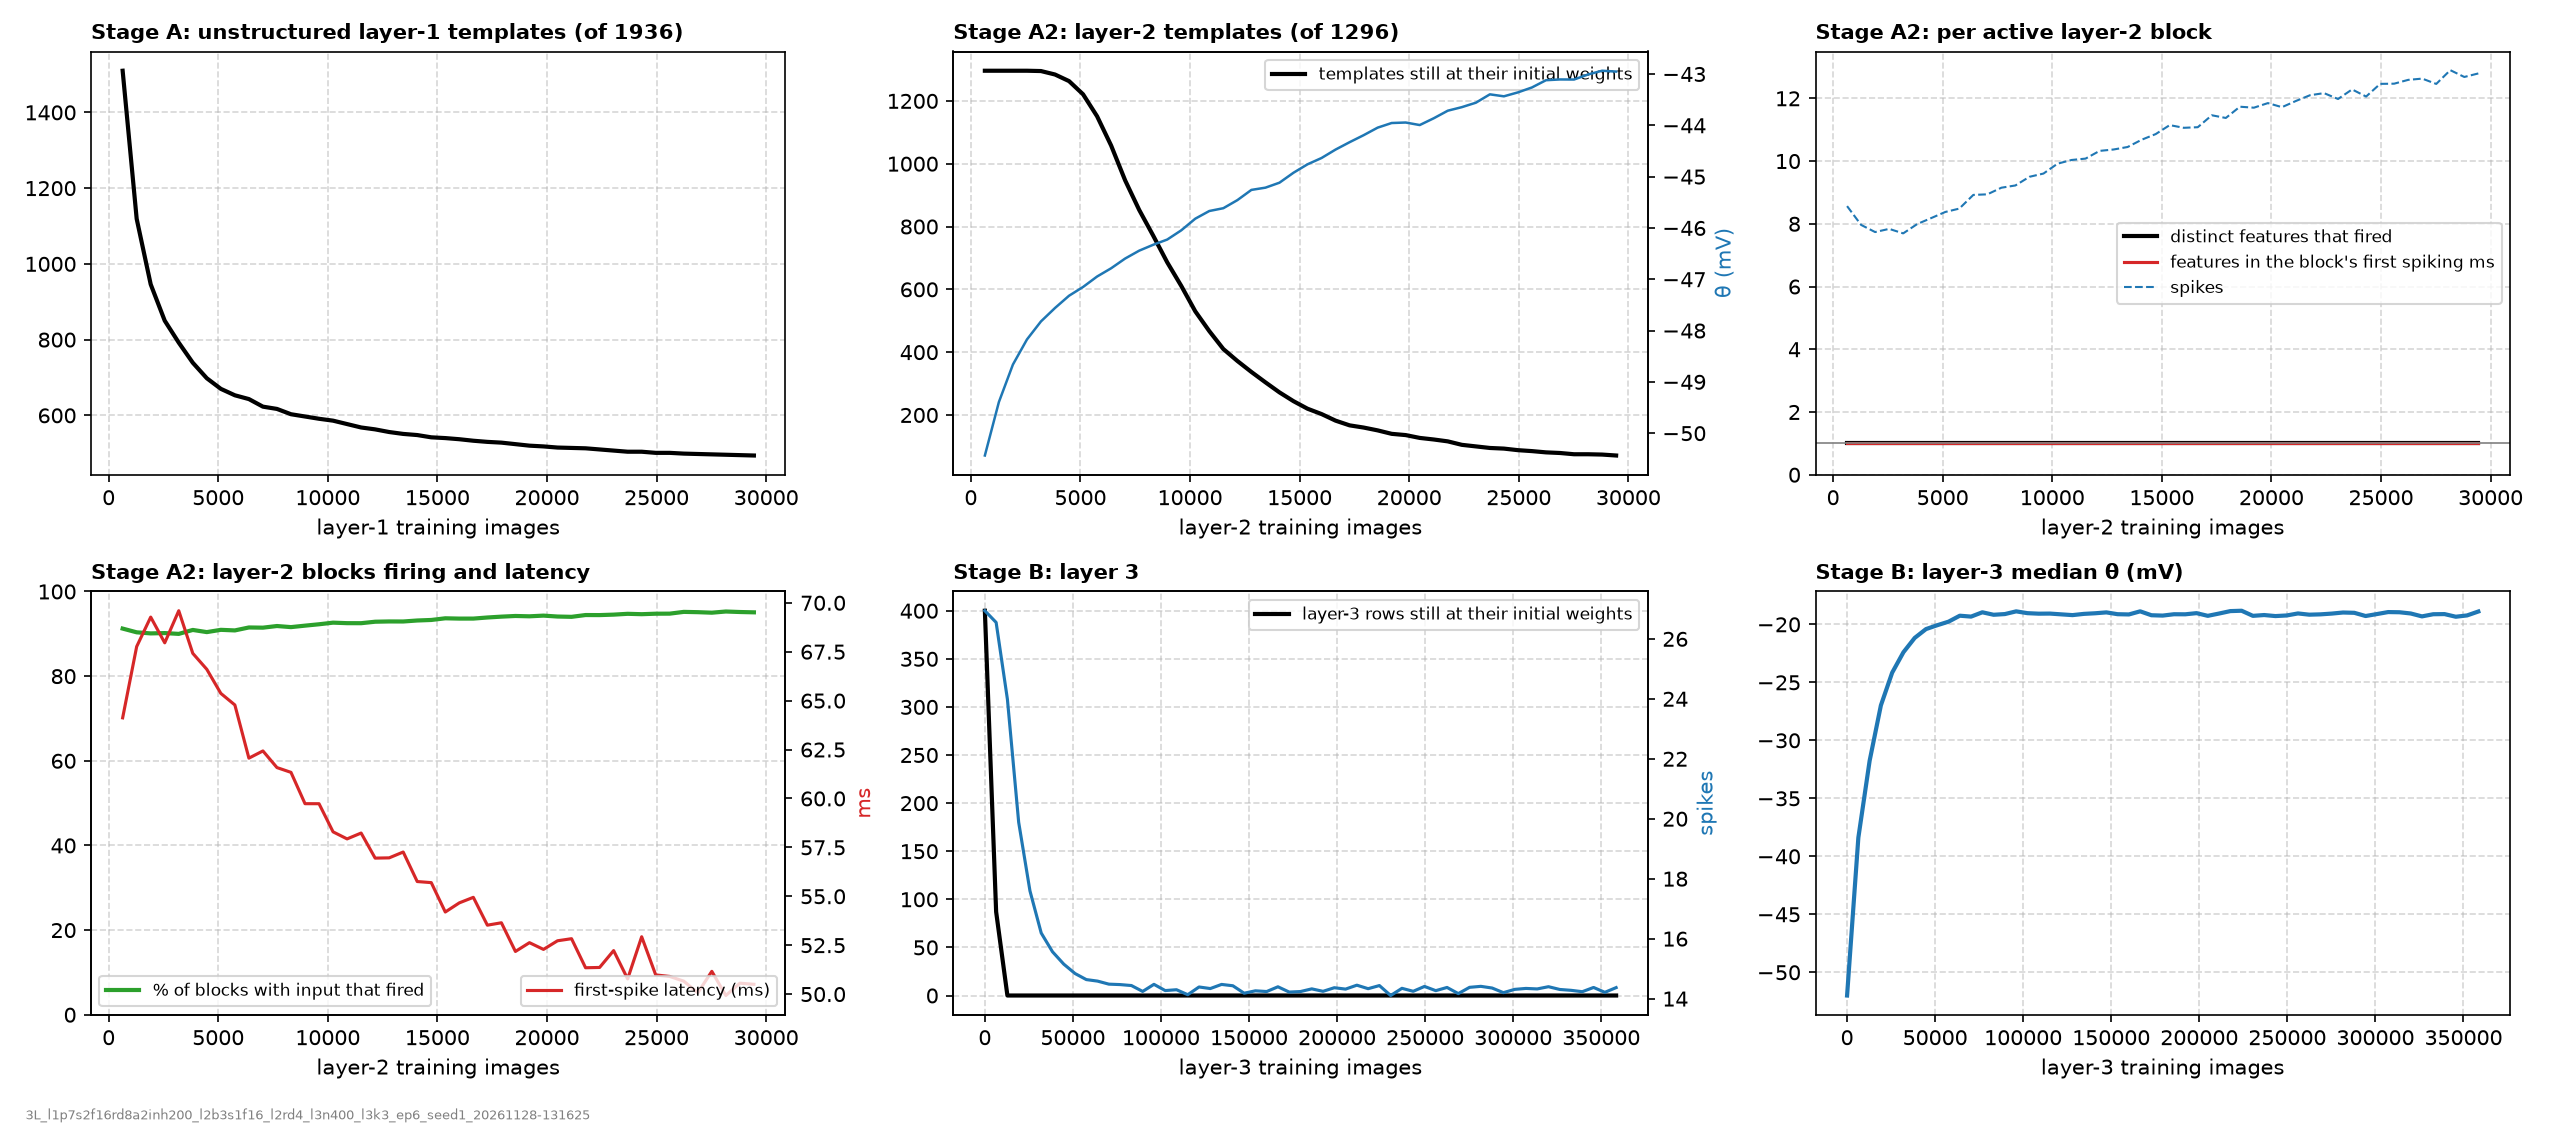 Stage A: unstructured layer-1 templates (of 1936)
1400
1200
1000
800
600
0 5000 10000 15000 20000 25000 30000
layer-1 training images
Stage A2: layer-2 templates (of 1296)
templates still at their initial weights
1200
1000
800
600
400
200
−43
−44
−45
−46
−47
−48
−49
−50
θ (mV)
0 5000 10000 15000 20000 25000 30000
layer-2 training images
Stage A2: per active layer-2 block
12
10
8
6
4
2
0
distinct features that fired
features in the block's first spiking ms
spikes
0 5000 10000 15000 20000 25000 30000
layer-2 training images
Stage A2: layer-2 blocks firing and latency
100
80
60
40
20
0
70.0
67.5
65.0
62.5
60.0
57.5
55.0
52.5
50.0
ms
% of blocks with input that fired
first-spike latency (ms)
0 5000 10000 15000 20000 25000 30000
layer-2 training images
Stage B: layer 3
layer-3 rows still at their initial weights
400
350
300
250
200
150
100
50
0
26
24
22
20
18
16
14
spikes
0 50000 100000 150000 200000 250000 300000 350000
layer-3 training images
Stage B: layer-3 median θ (mV)
−20
−25
−30
−35
−40
−45
−50
0 50000 100000 150000 200000 250000 300000 350000
layer-3 training images
3L_l1p7s2f16rd8a2inh200_l2b3s1f16_l2rd4_l3n400_l3k3_ep6_seed1_20261128-131625